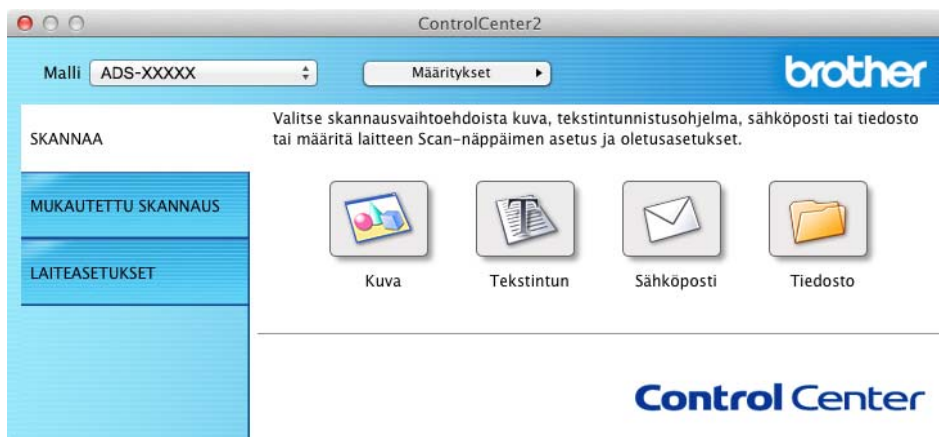 ControlCenter2
Malli ADS-XXXXX Määritykset brother
SKANNAA
Valitse skannausvaihtoehdoista kuva, tekstintunnistusohjelma, sähköposti tai tiedosto
tai määritä laitteen Scan-näppäimen asetus ja oletusasetukset.
MUKAUTETTU SKANNAUS
LAITEASETUKSET
Kuva Tekstintun Sähköposti Tiedosto
Control Center